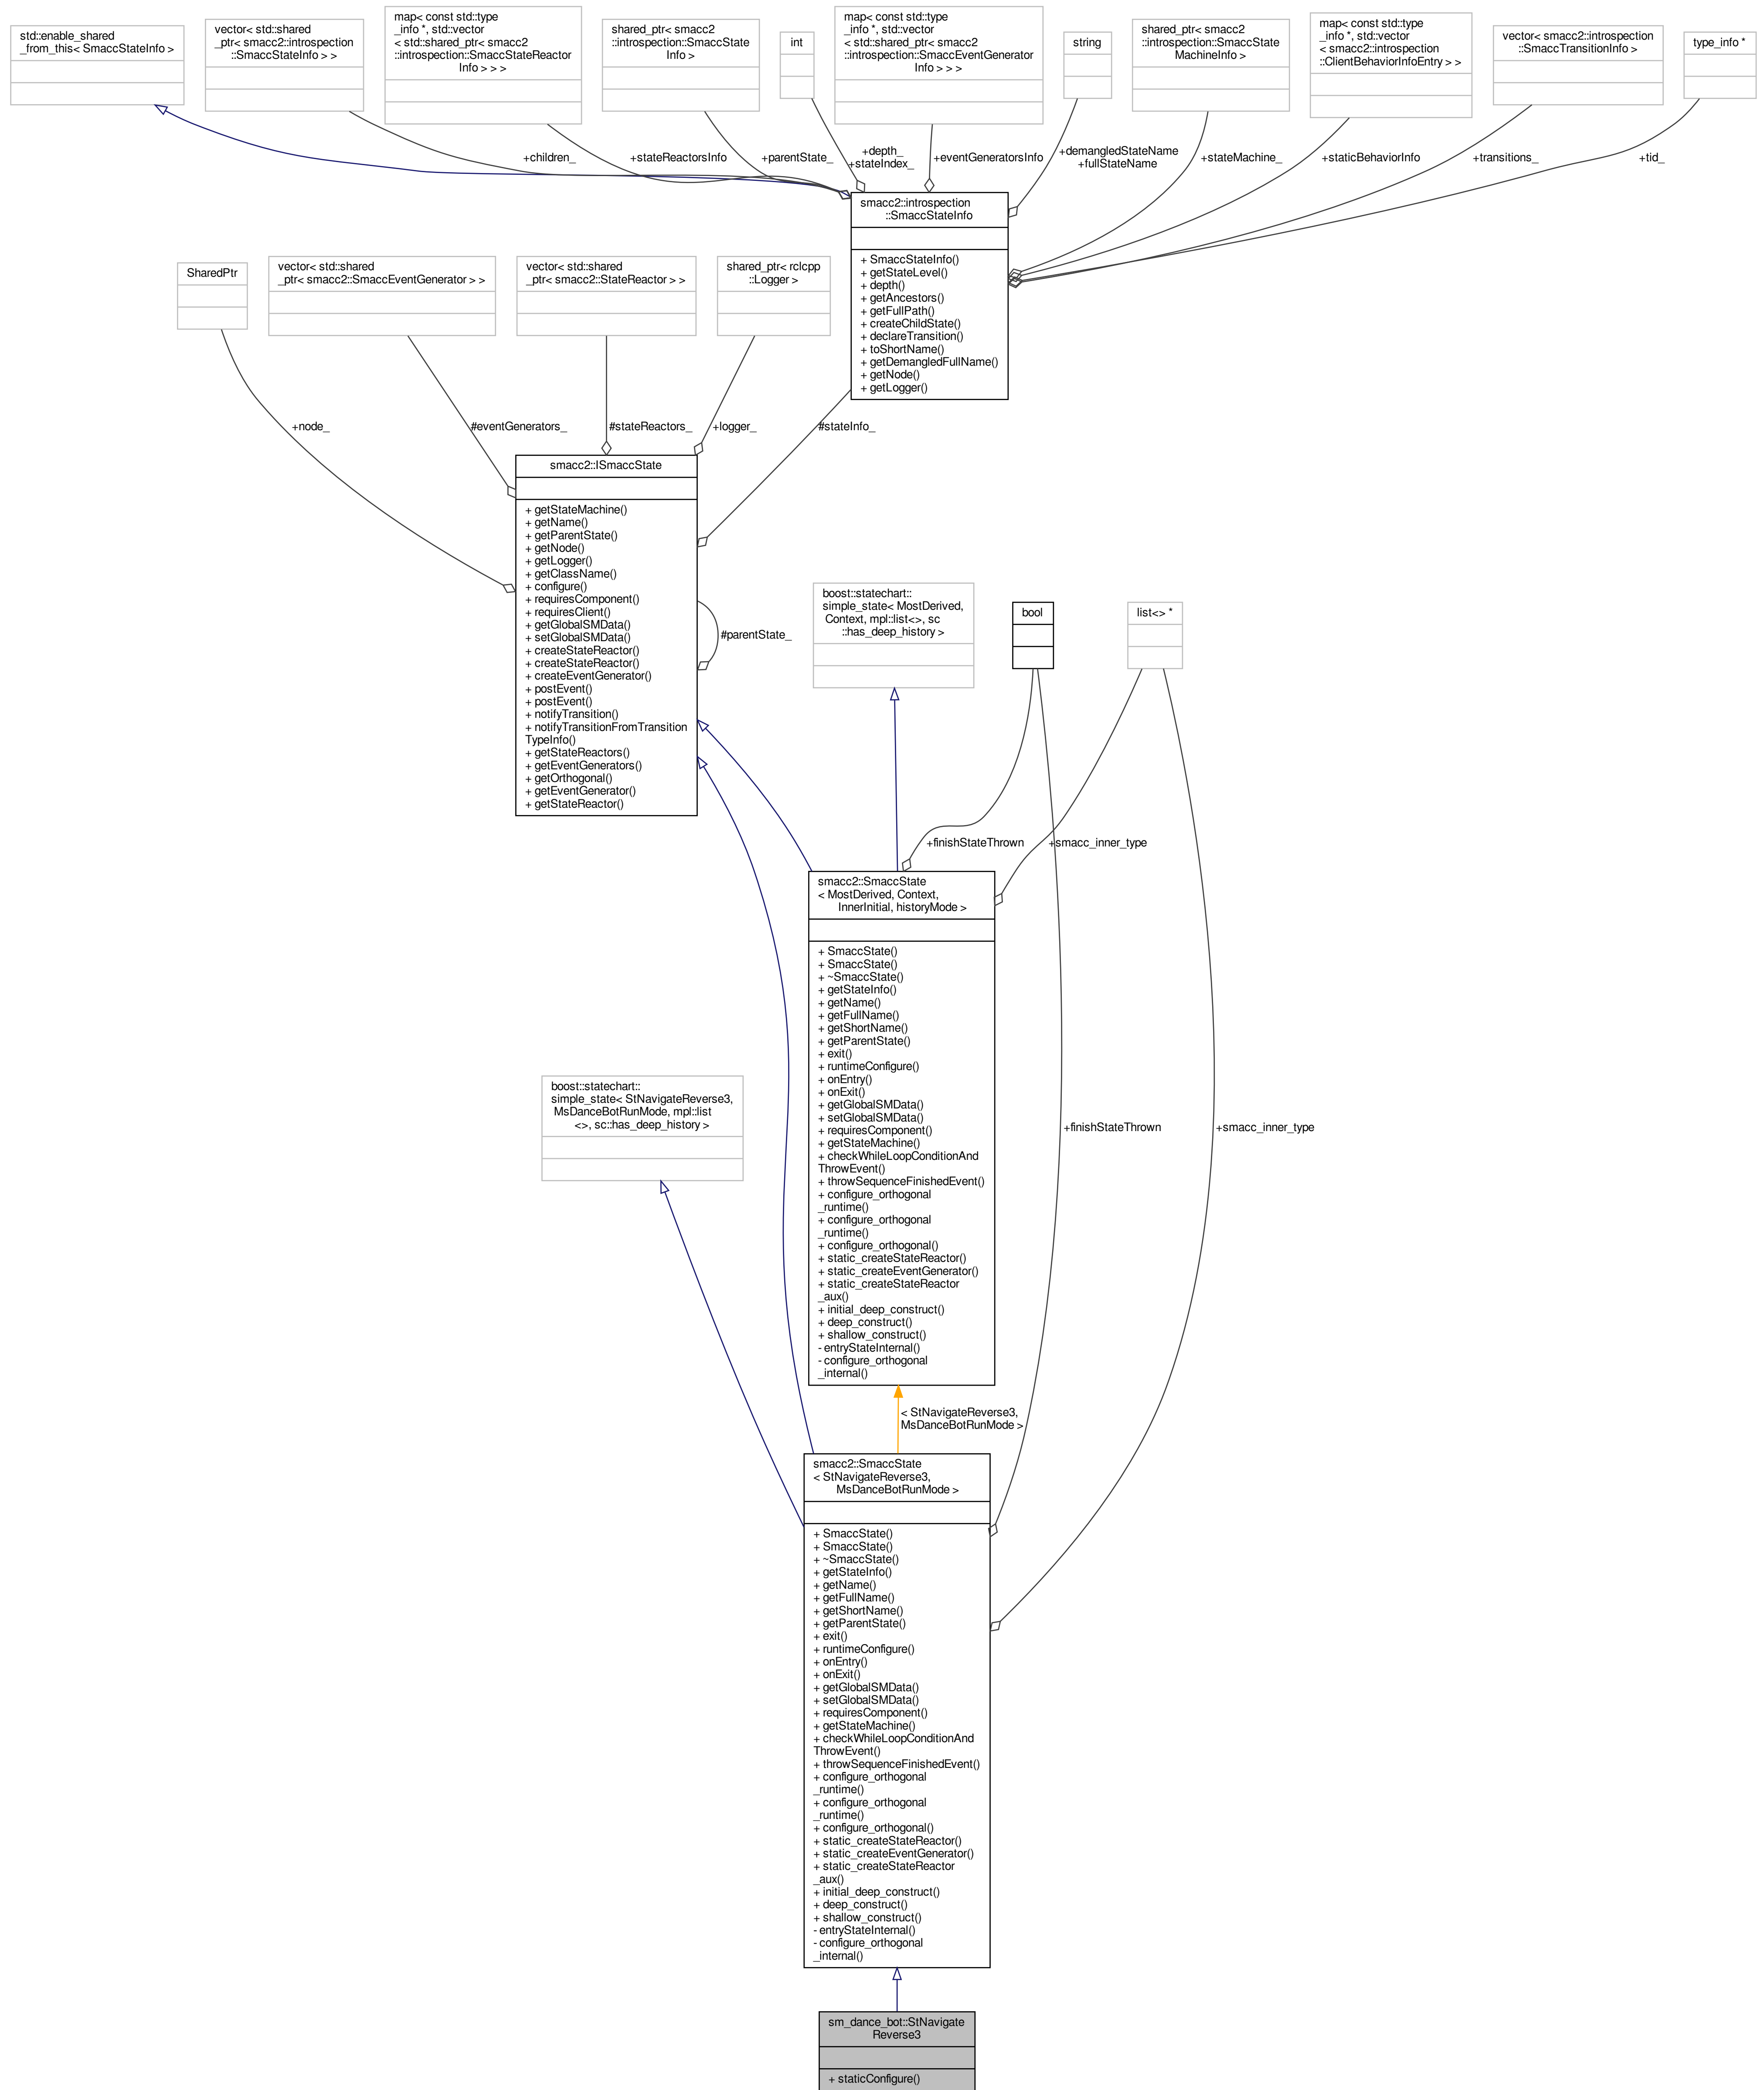 std::enable_shared
_from_this< SmaccStateInfo >
vector< std::shared
_ptr< smacc2::introspection
::SmaccStateInfo > >
map< const std::type
_info *, std::vector
< std::shared_ptr< smacc2
::introspection::SmaccStateReactor
Info > > >
shared_ptr< smacc2
::introspection::SmaccState
Info >
int
map< const std::type
_info *, std::vector
< std::shared_ptr< smacc2
::introspection::SmaccEventGenerator
Info > > >
string
shared_ptr< smacc2
::introspection::SmaccState
MachineInfo >
map< const std::type
_info *, std::vector
< smacc2::introspection
::ClientBehaviorInfoEntry > >
vector< smacc2::introspection
::SmaccTransitionInfo >
type_info *
+children_
+stateReactorsInfo
+parentState_
+depth_
+stateIndex_
+eventGeneratorsInfo
+demangledStateName
+fullStateName
+stateMachine_
+staticBehaviorInfo
+transitions_
+tid_
smacc2::introspection
::SmaccStateInfo
+ SmaccStateInfo()
+ getStateLevel()
+ depth()
+ getAncestors()
+ getFullPath()
+ createChildState()
+ declareTransition()
+ toShortName()
+ getDemangledFullName()
+ getNode()
+ getLogger()
SharedPtr
vector< std::shared
_ptr< smacc2::SmaccEventGenerator > >
vector< std::shared
_ptr< smacc2::StateReactor > >
shared_ptr< rclcpp
::Logger >
+node_
#eventGenerators_
#stateReactors_
+logger_
#stateInfo_
smacc2::ISmaccState
+ getStateMachine()
+ getName()
+ getParentState()
+ getNode()
+ getLogger()
+ getClassName()
+ configure()
+ requiresComponent()
+ requiresClient()
+ getGlobalSMData()
+ setGlobalSMData()
+ createStateReactor()
+ createStateReactor()
+ createEventGenerator()
+ postEvent()
+ postEvent()
+ notifyTransition()
+ notifyTransitionFromTransition
TypeInfo()
+ getStateReactors()
+ getEventGenerators()
+ getOrthogonal()
+ getEventGenerator()
+ getStateReactor()
#parentState_
boost::statechart::
simple_state< MostDerived,
Context, mpl::list<>, sc
::has_deep_history >
bool
list<> *
+finishStateThrown
+smacc_inner_type
smacc2::SmaccState
< MostDerived, Context,
InnerInitial, historyMode >
+ SmaccState()
+ SmaccState()
+ ~SmaccState()
+ getStateInfo()
+ getName()
+ getFullName()
+ getShortName()
+ getParentState()
+ exit()
+ runtimeConfigure()
+ onEntry()
+ onExit()
+ getGlobalSMData()
+ setGlobalSMData()
+ requiresComponent()
+ getStateMachine()
+ checkWhileLoopConditionAnd
ThrowEvent()
+ throwSequenceFinishedEvent()
+ configure_orthogonal
_runtime()
+ configure_orthogonal
_runtime()
+ configure_orthogonal()
+ static_createStateReactor()
+ static_createEventGenerator()
+ static_createStateReactor
_aux()
+ initial_deep_construct()
+ deep_construct()
+ shallow_construct()
- entryStateInternal()
- configure_orthogonal
_internal()
boost::statechart::
simple_state< StNavigateReverse3,
MsDanceBotRunMode, mpl::list
<>, sc::has_deep_history >
+finishStateThrown
+smacc_inner_type
< StNavigateReverse3,
MsDanceBotRunMode >
smacc2::SmaccState
< StNavigateReverse3,
MsDanceBotRunMode >
+ SmaccState()
+ SmaccState()
+ ~SmaccState()
+ getStateInfo()
+ getName()
+ getFullName()
+ getShortName()
+ getParentState()
+ exit()
+ runtimeConfigure()
+ onEntry()
+ onExit()
+ getGlobalSMData()
+ setGlobalSMData()
+ requiresComponent()
+ getStateMachine()
+ checkWhileLoopConditionAnd
ThrowEvent()
+ throwSequenceFinishedEvent()
+ configure_orthogonal
_runtime()
+ configure_orthogonal
_runtime()
+ configure_orthogonal()
+ static_createStateReactor()
+ static_createEventGenerator()
+ static_createStateReactor
_aux()
+ initial_deep_construct()
+ deep_construct()
+ shallow_construct()
- entryStateInternal()
- configure_orthogonal
_internal()
sm_dance_bot::StNavigate
Reverse3
+ staticConfigure()